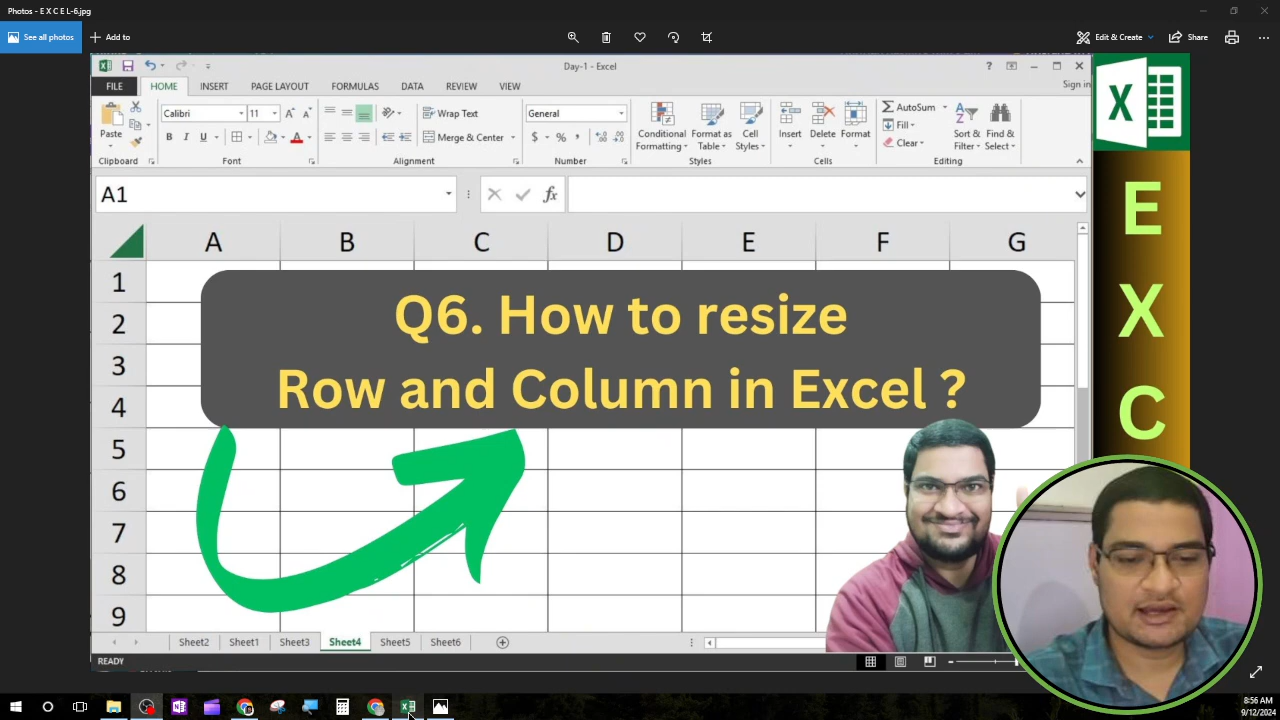 Photos - E X C E L-6.jpg
See all photos
Add to
Edit & Create
Share
Day-1 - Excel
Sign in
FILE HOME INSERT PAGE LAYOUT FORMULAS DATA REVIEW VIEW
Paste
Clipboard
Calibri 11
B I U
Font
Wrap Text
Merge & Center
Alignment
General
$ % ,
Number
Conditional Formatting
Format as Table
Cell Styles
Styles
Insert Delete Format
Cells
AutoSum
Fill
Clear
Sort & Filter
Find & Select
Editing
A1
fx
A B C D E F G
1
2
3
4
5
6
7
8
9
Q6. How to resize
Row and Column in Excel ?
X
E
X
C
Sheet2 Sheet1 Sheet3 Sheet4 Sheet5 Sheet6
READY
8:56 AM
9/12/2024